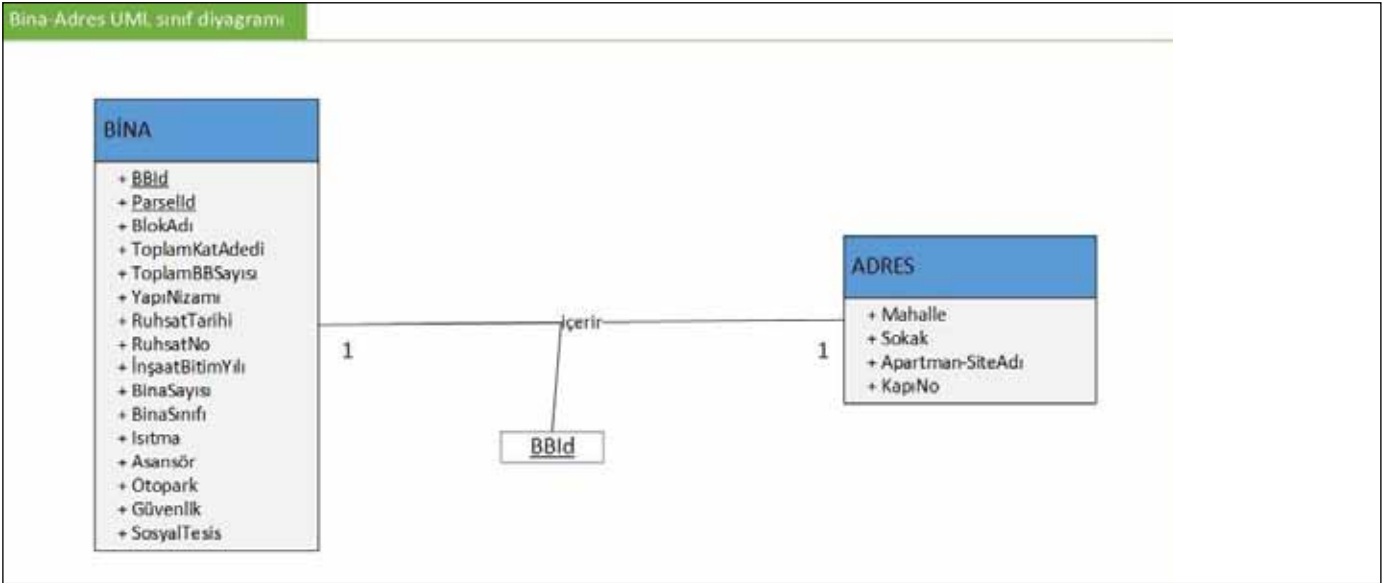 Bina-Adres UML sınıf diyagramı
BİNA
+ BBId
+ ParselId
+ BlokAdı
+ ToplamKatAdedi
+ ToplamBBSayısı
+ YapıNizamı
+ RuhsatTarihi
+ RuhsatNo
+ İnşaatBitimYılı
+ BinaSayısı
+ BinaSınıfı
+ Isıtma
+ Asansör
+ Otopark
+ Güvenlik
+ SosyalTesis
1
içerir
1
BBId
ADRES
+ Mahalle
+ Sokak
+ Apartman-SiteAdı
+ KapıNo